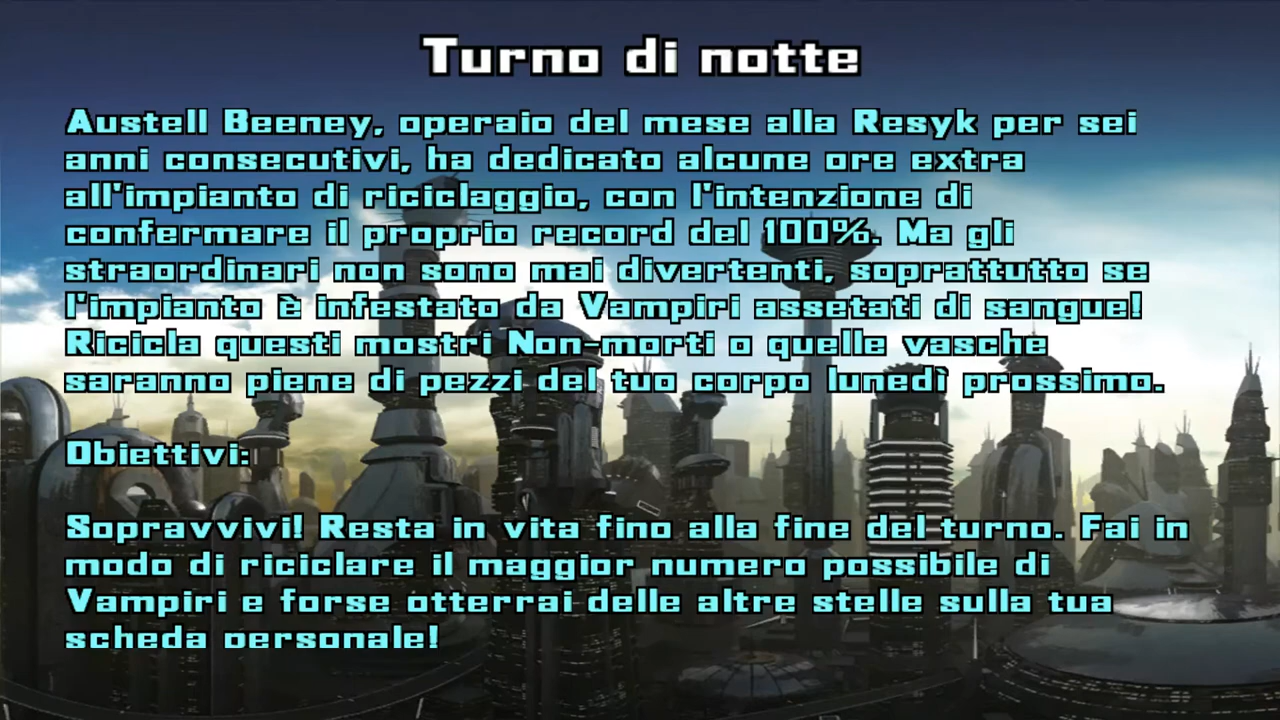 Turno di notte
Austell Beeney, operaio del mese alla Resyk per sei
anni consecutivi, ha dedicato alcune ore extra
all'impianto di riciclaggio, con l'intenzione di
confermare il proprio record del 100%. Ma gli
straordinari non sono mai divertenti, soprattutto se
l'impianto è infestato da Vampiri assetati di sangue!
Ricicla questi mostri Non-morti o quelle vasche
saranno piene di pezzi del tuo corpo lunedì prossimo.
Obiettivi:
Sopravvivi! Resta in vita fino alla fine del turno. Fai in
modo di riciclare il maggior numero possibile di
Vampiri e forse otterrai delle altre stelle sulla tua
scheda personale!